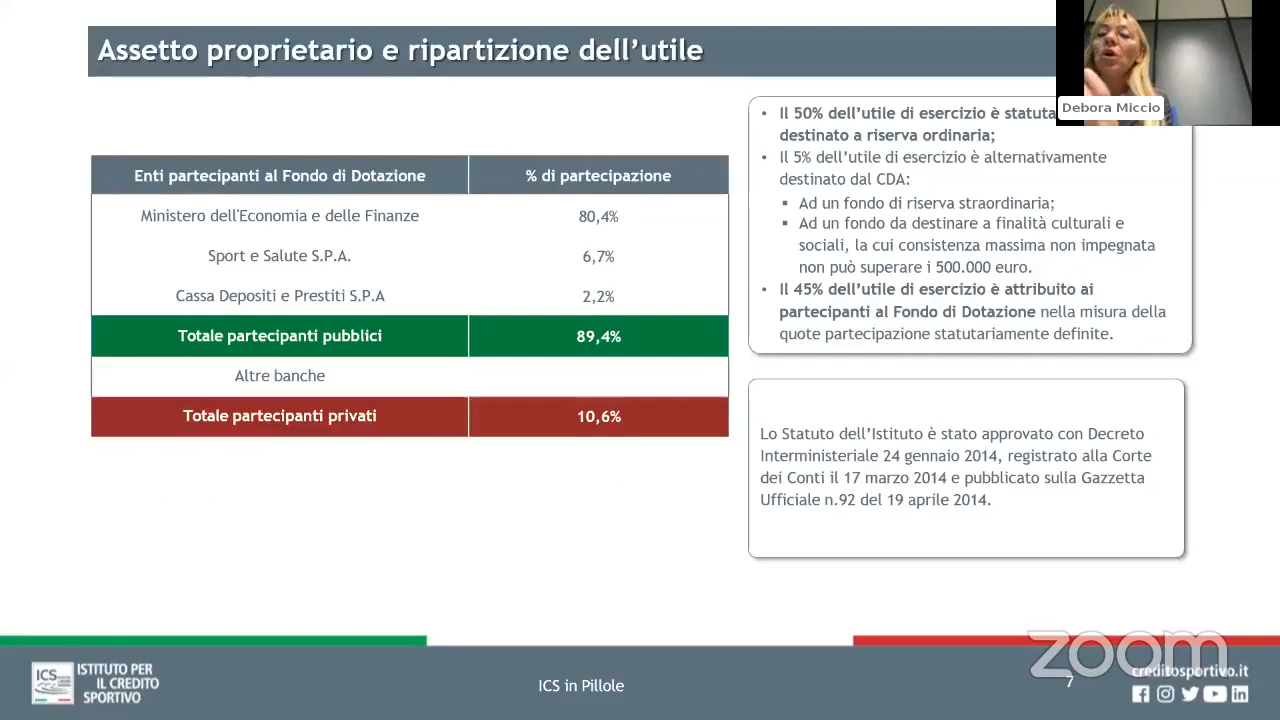 Assetto proprietario e ripartizione dell’utile
Debora Miccio
Enti partecipanti al Fondo di Dotazione
% di partecipazione
Ministero dell'Economia e delle Finanze
80,4%
Sport e Salute S.P.A.
6,7%
Cassa Depositi e Prestiti S.P.A
2,2%
Totale partecipanti pubblici
89,4%
Altre banche
Totale partecipanti privati
10,6%
• Il 50% dell’utile di esercizio è
destinato a riserva ordinaria;
• Il 5% dell’utile di esercizio è alternativamente
destinato dal CDA:
▪ Ad un fondo di riserva straordinaria;
▪ Ad un fondo da destinare a finalità culturali e
sociali, la cui consistenza massima non impegnata
non può superare i 500.000 euro.
• Il 45% dell’utile di esercizio è attribuito ai
partecipanti al Fondo di Dotazione nella misura della
quote partecipazione statutariamente definite.
Lo Statuto dell’Istituto è stato approvato con Decreto
Interministeriale 24 gennaio 2014, registrato alla Corte
dei Conti il 17 marzo 2014 e pubblicato sulla Gazzetta
Ufficiale n.92 del 19 aprile 2014.
ICS
ISTITUTO PER
IL CREDITO
SPORTIVO
ICS in Pillole
7
zoom
creditosportivo.it